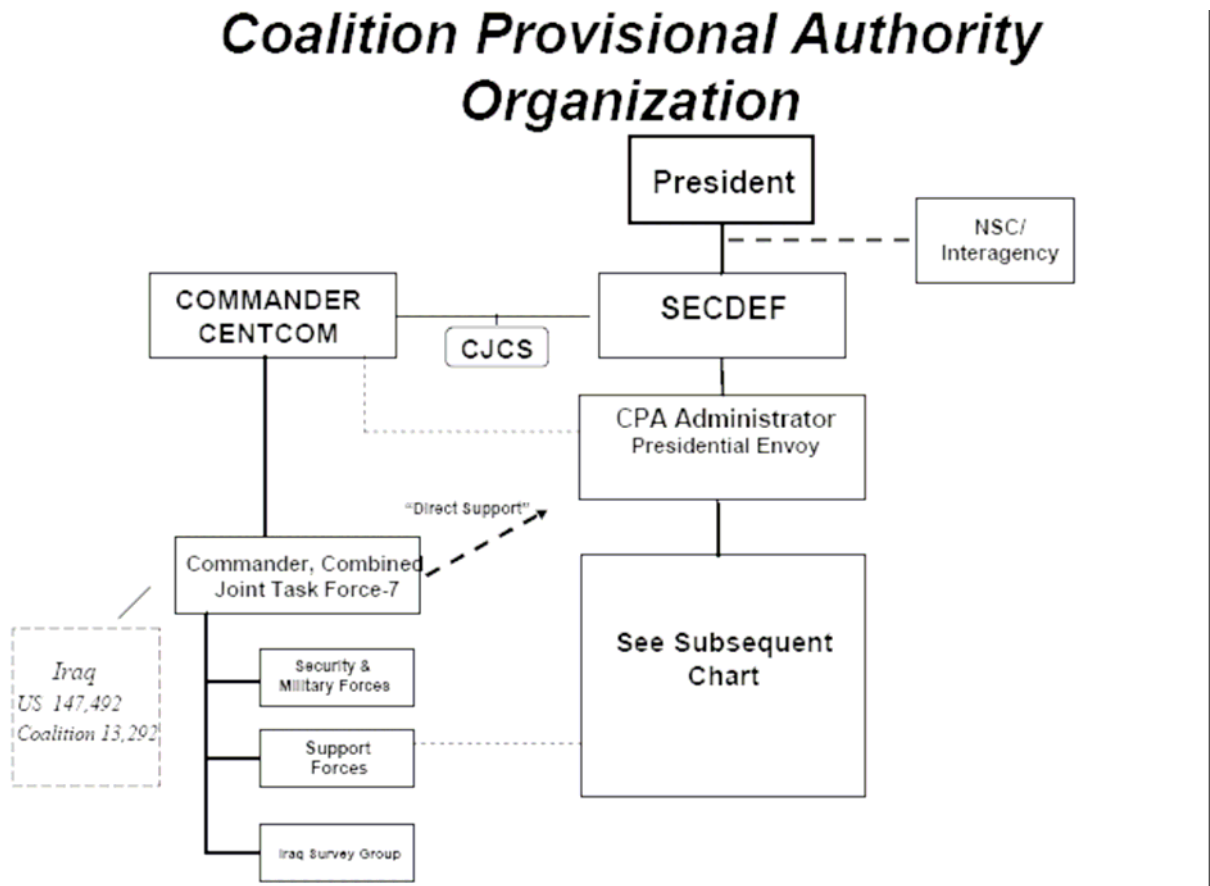 Coalition Provisional Authority
Organization
President
NSC/
Interagency
COMMANDER
CENTCOM
SECDEF
CJCS
CPA Administrator
Presidential Envoy
"Direct Support"
Commander, Combined
Joint Task Force-7
See Subsequent
Chart
Iraq
US 147,492
Coalition 13,292
Security &
Military Forces
Support
Forces
Iraq Survey Group